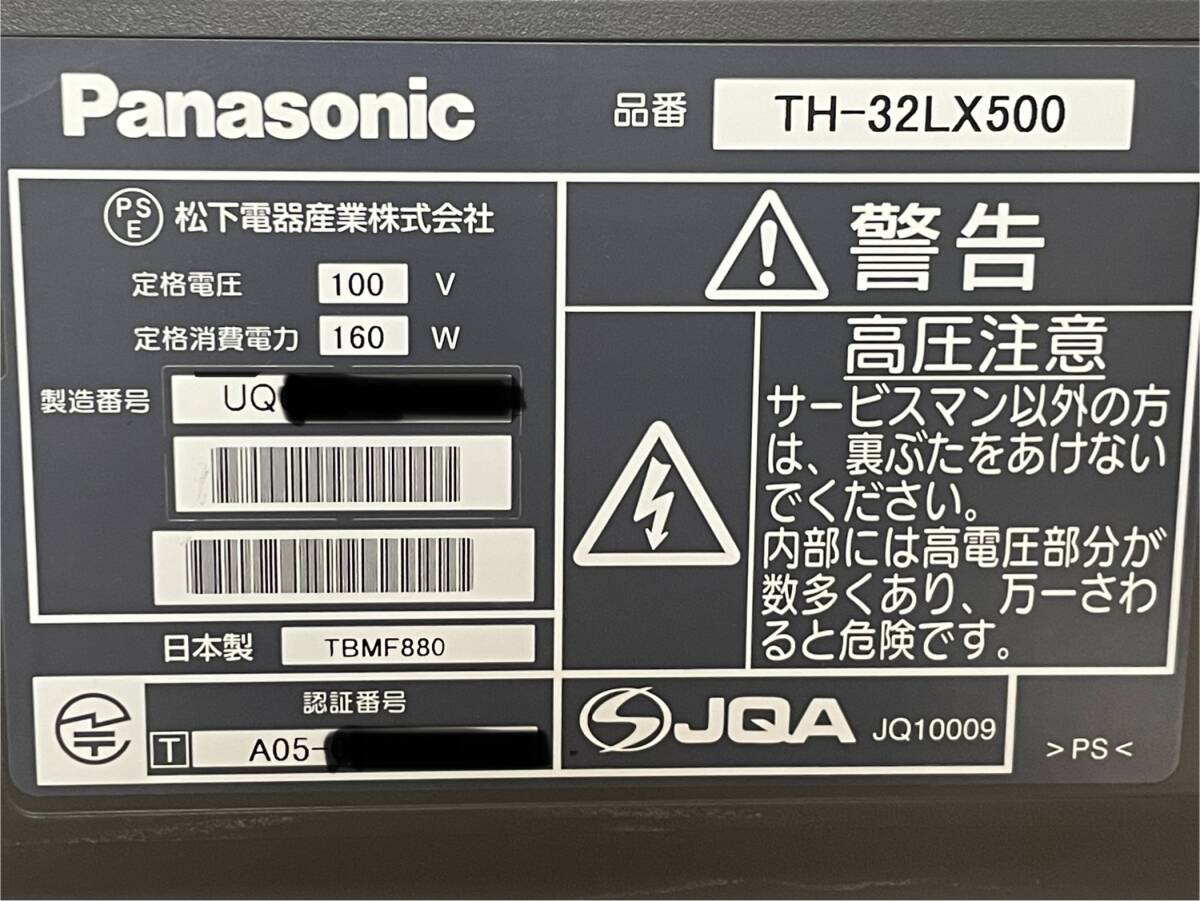 Panasonic
品番 TH-32LX500
PSE 松下電器産業株式会社
定格電圧 100 V
定格消費電力 160 W
製造番号 UQ
日本製 TBMF880
認証番号
T A05-
警告
高圧注意
サービスマン以外の方
は、裏ぶたをあけない
でください。
内部には高電圧部分が
数多くあり、万一さわ
ると危険です。
JQA JQ10009
>PS<